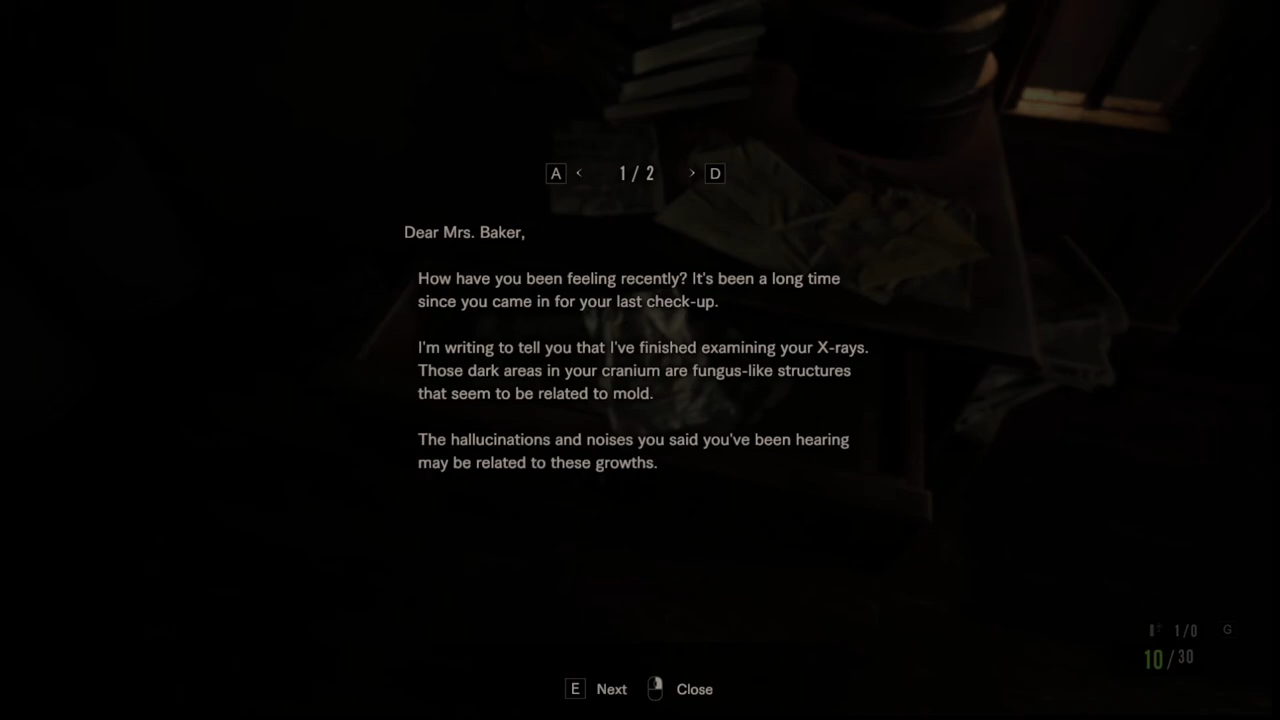 A < 1 / 2 > D
Dear Mrs. Baker,
How have you been feeling recently? It's been a long time
since you came in for your last check-up.
I'm writing to tell you that I've finished examining your X-rays.
Those dark areas in your cranium are fungus-like structures
that seem to be related to mold.
The hallucinations and noises you said you've been hearing
may be related to these growths.
1/0 G
10/30
E Next Close